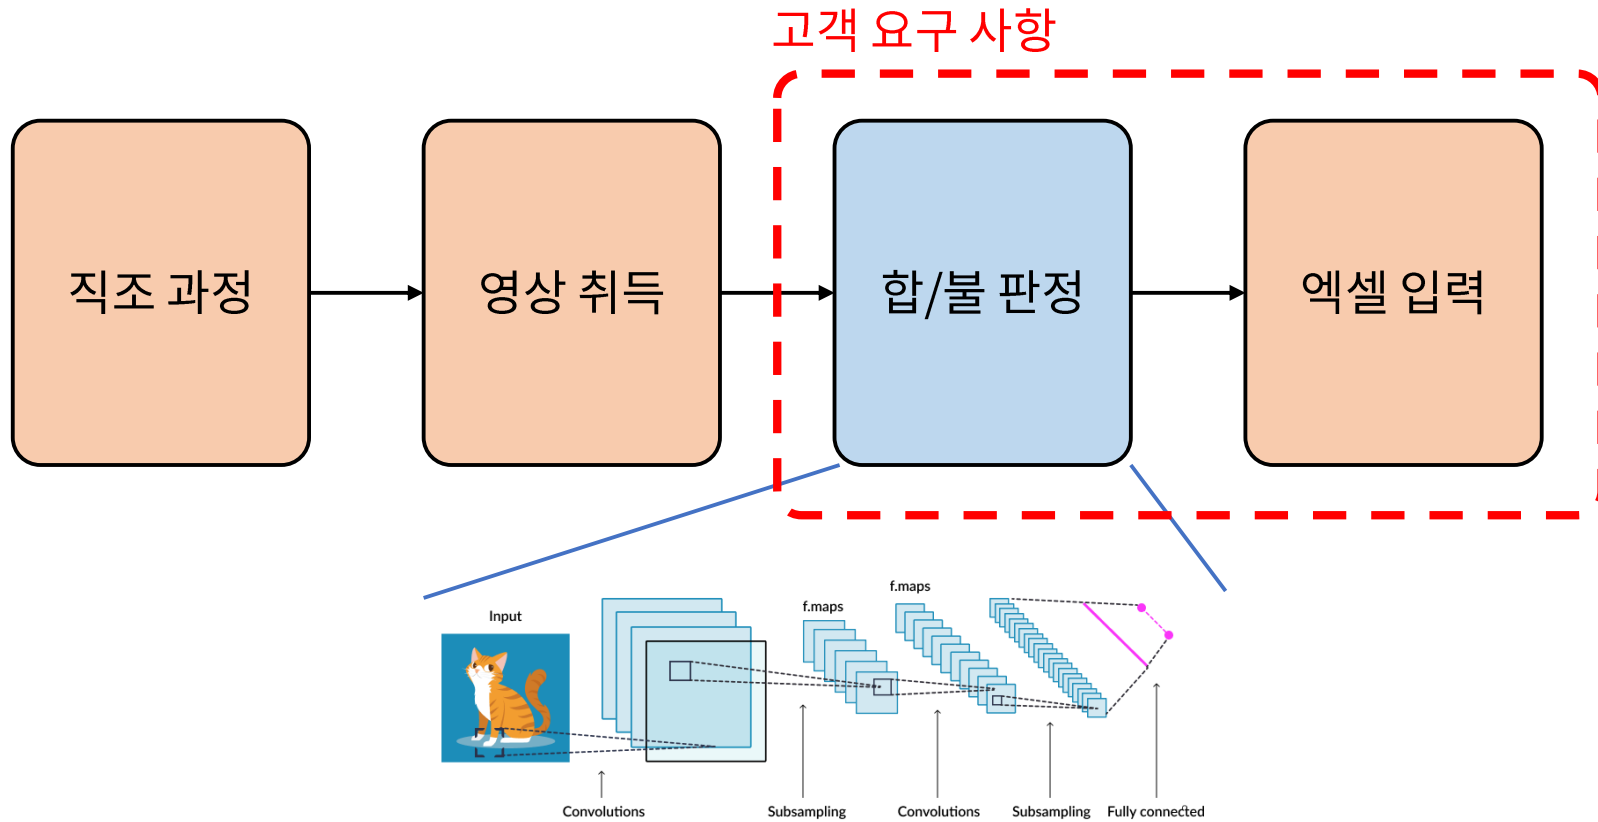 고객 요구 사항
직조 과정
영상 취득
합/불 판정
엑셀 입력
Input
f.maps
f.maps
Convolutions
Subsampling
Convolutions
Subsampling
Fully connected